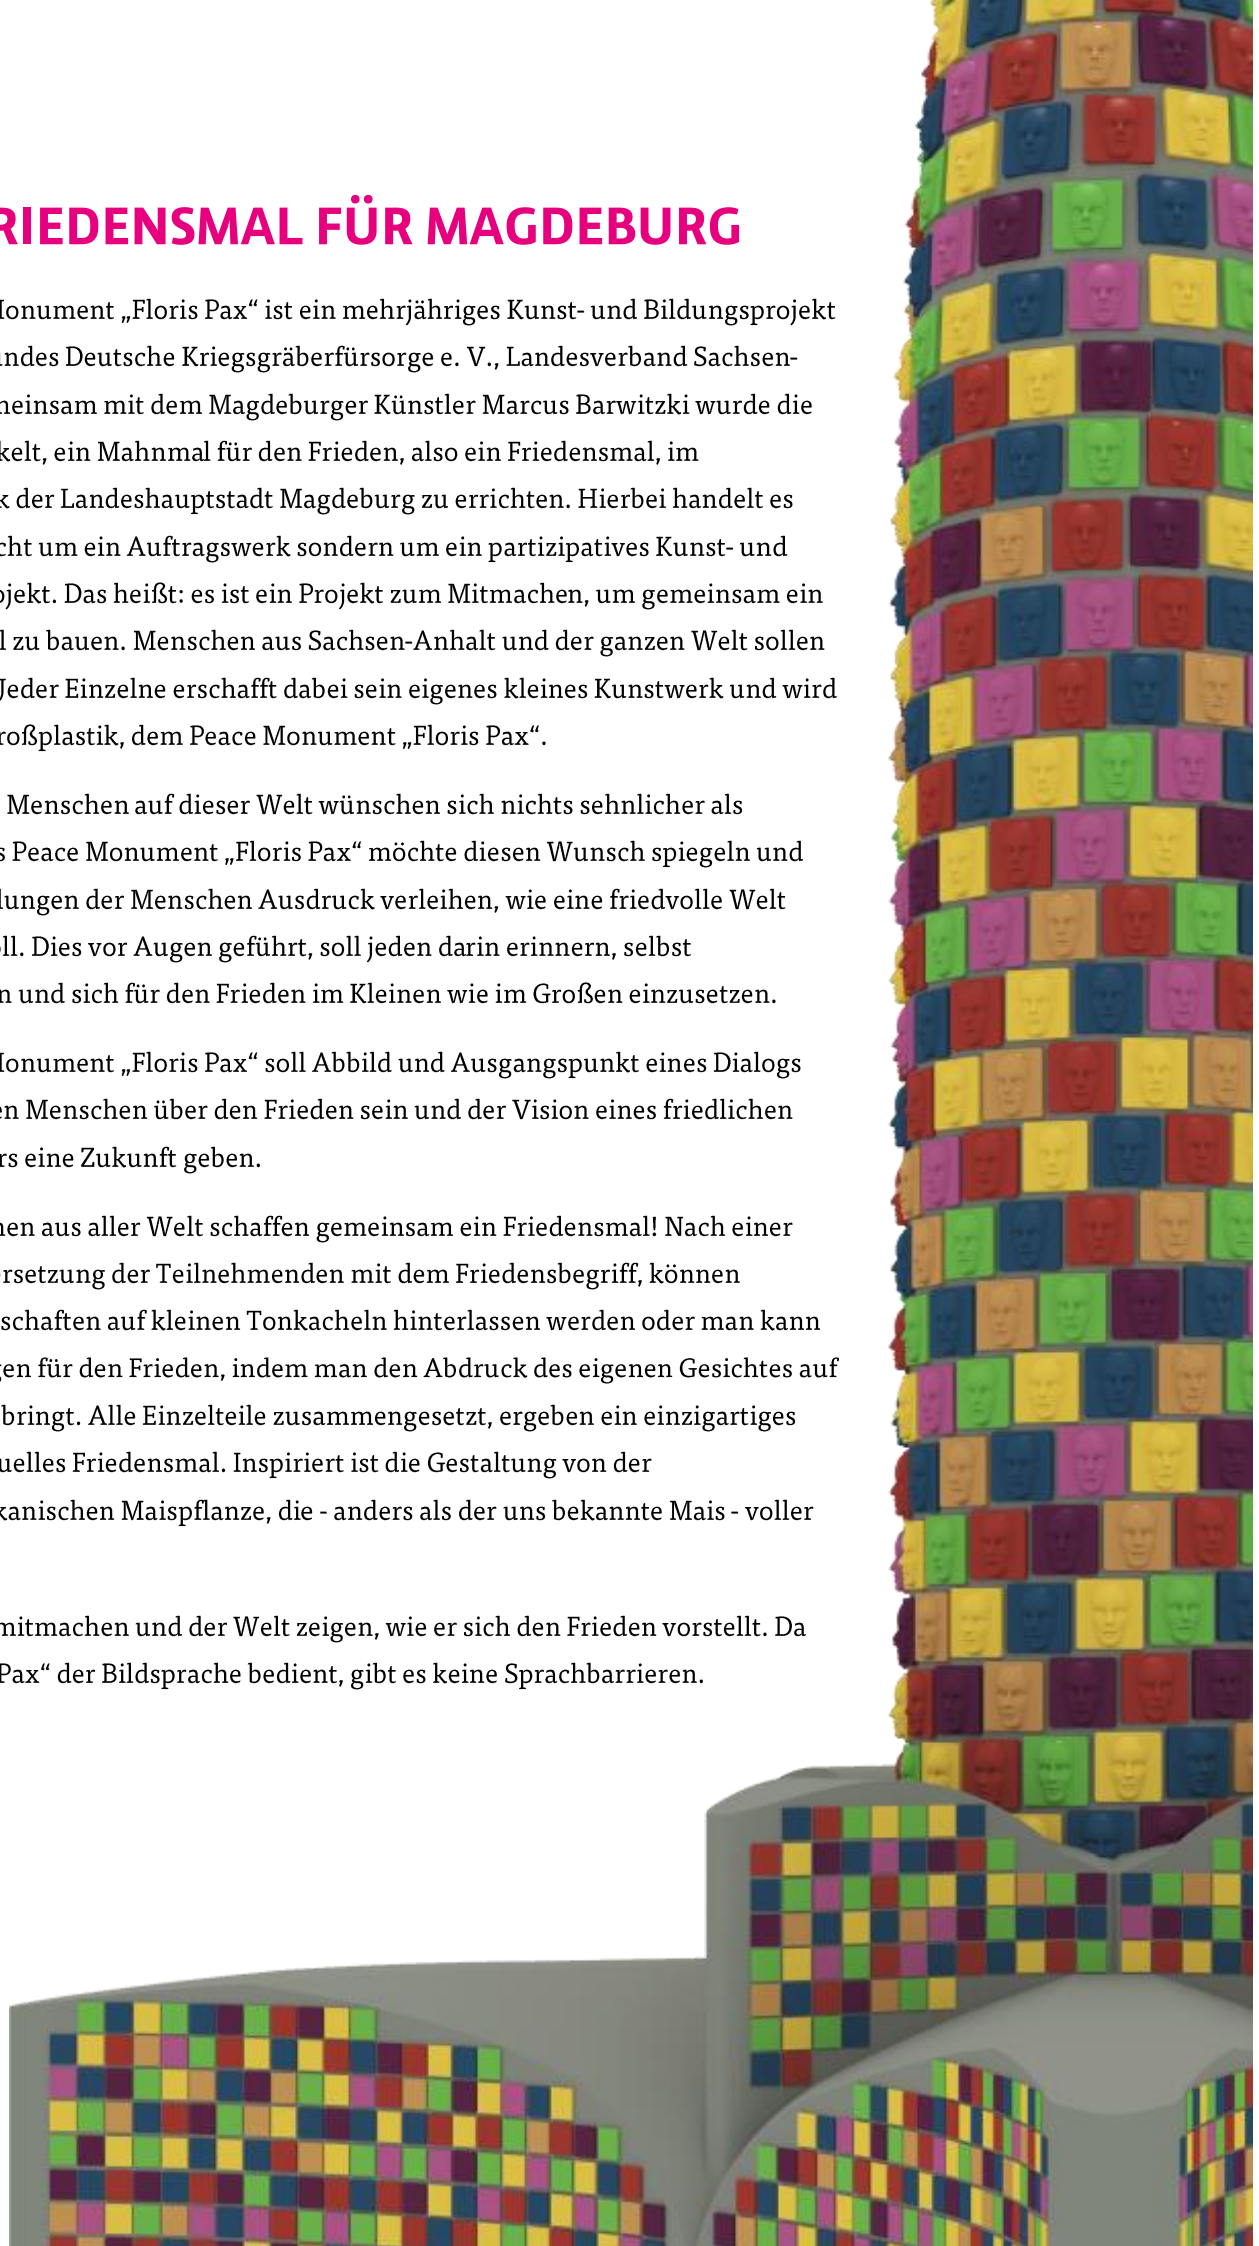 RIEDENSMAL FÜR MAGDEBURG
onument „Floris Pax“ ist ein mehrjähriges Kunst- und Bildungsprojekt
undes Deutsche Kriegsgräberfürsorge e. V., Landesverband Sachsen-
meinsam mit dem Magdeburger Künstler Marcus Barwitzki wurde die
kelt, ein Mahnmal für den Frieden, also ein Friedensmal, im
k der Landeshauptstadt Magdeburg zu errichten. Hierbei handelt es
cht um ein Auftragswerk sondern um ein partizipatives Kunst- und
ojekt. Das heißt: es ist ein Projekt zum Mitmachen, um gemeinsam ein
l zu bauen. Menschen aus Sachsen-Anhalt und der ganzen Welt sollen
Jeder Einzelne erschafft dabei sein eigenes kleines Kunstwerk und wird
roßplastik, dem Peace Monument „Floris Pax“.
Menschen auf dieser Welt wünschen sich nichts sehnlicher als
s Peace Monument „Floris Pax“ möchte diesen Wunsch spiegeln und
lungen der Menschen Ausdruck verleihen, wie eine friedvolle Welt
oll. Dies vor Augen geführt, soll jeden darin erinnern, selbst
n und sich für den Frieden im Kleinen wie im Großen einzusetzen.
onument „Floris Pax“ soll Abbild und Ausgangspunkt eines Dialogs
en Menschen über den Frieden sein und der Vision eines friedlichen
rs eine Zukunft geben.
nen aus aller Welt schaffen gemeinsam ein Friedensmal! Nach einer
ersetzung der Teilnehmenden mit dem Friedensbegriff, können
schaften auf kleinen Tonkacheln hinterlassen werden oder man kann
gen für den Frieden, indem man den Abdruck des eigenen Gesichtes auf
bringt. Alle Einzelteile zusammengesetzt, ergeben ein einzigartiges
uelles Friedensmal. Inspiriert ist die Gestaltung von der
kanischen Maispflanze, die - anders als der uns bekannte Mais - voller
mitmachen und der Welt zeigen, wie er sich den Frieden vorstellt. Da
Pax“ der Bildsprache bedient, gibt es keine Sprachbarrieren.